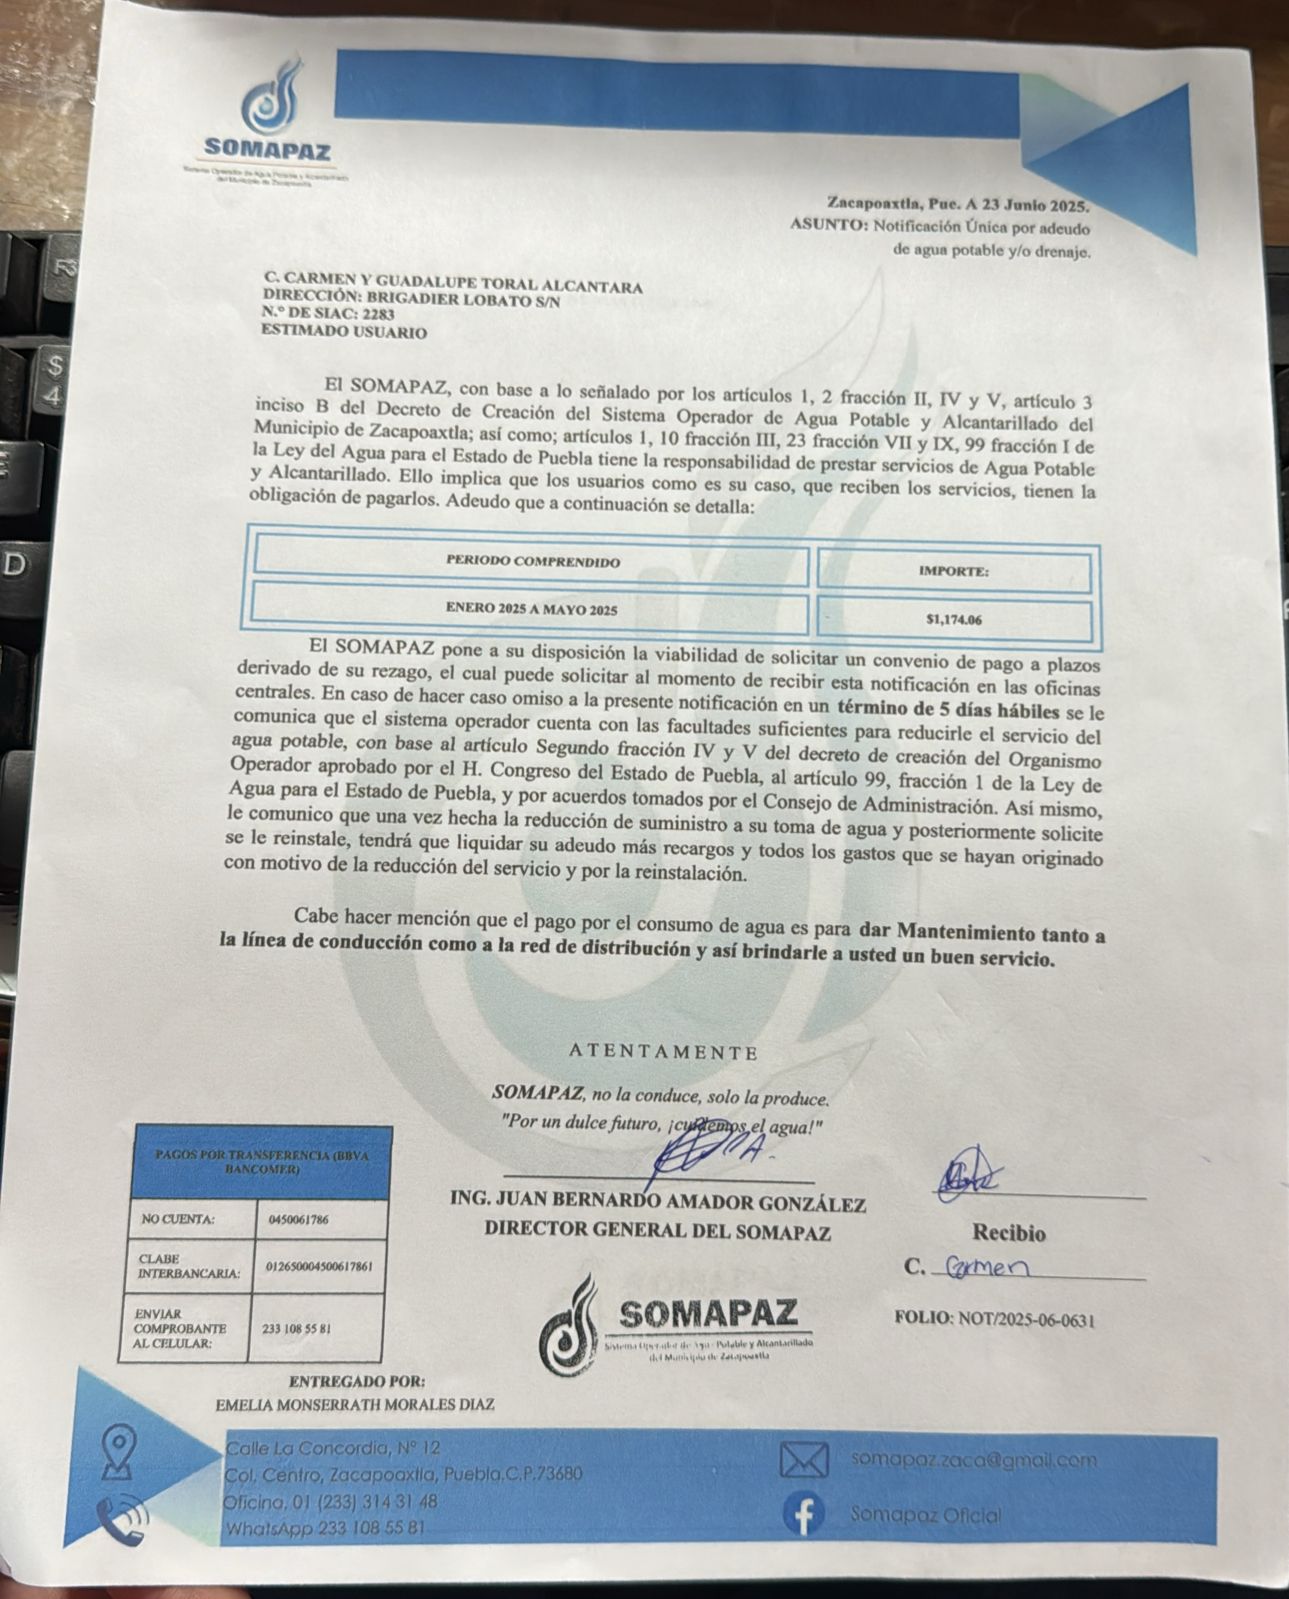 SOMAPAZ
Sistema Operador de Agua Potable y Alcantarillado
del Municipio de Zacapoaxtla
Zacapoaxtla, Pue. A 23 Junio 2025.
ASUNTO: Notificación Única por adeudo
de agua potable y/o drenaje.
C. CARMEN Y GUADALUPE TORAL ALCANTARA
DIRECCIÓN: BRIGADIER LOBATO S/N
N.º DE SIAC: 2283
ESTIMADO USUARIO
El SOMAPAZ, con base a lo señalado por los artículos 1, 2 fracción II, IV y V, artículo 3
inciso B del Decreto de Creación del Sistema Operador de Agua Potable y Alcantarillado del
Municipio de Zacapoaxtla; así como; artículos 1, 10 fracción III, 23 fracción VII y IX, 99 fracción I de
la Ley del Agua para el Estado de Puebla tiene la responsabilidad de prestar servicios de Agua Potable
y Alcantarillado. Ello implica que los usuarios como es su caso, que reciben los servicios, tienen la
obligación de pagarlos. Adeudo que a continuación se detalla:
PERIODO COMPRENDIDO
IMPORTE:
ENERO 2025 A MAYO 2025
$1,174.06
El SOMAPAZ pone a su disposición la viabilidad de solicitar un convenio de pago a plazos
derivado de su rezago, el cual puede solicitar al momento de recibir esta notificación en las oficinas
centrales. En caso de hacer caso omiso a la presente notificación en un término de 5 días hábiles se le
comunica que el sistema operador cuenta con las facultades suficientes para reducirle el servicio del
agua potable, con base al artículo Segundo fracción IV y V del decreto de creación del Organismo
Operador aprobado por el H. Congreso del Estado de Puebla, al artículo 99, fracción 1 de la Ley de
Agua para el Estado de Puebla, y por acuerdos tomados por el Consejo de Administración. Así mismo,
le comunico que una vez hecha la reducción de suministro a su toma de agua y posteriormente solicite
se le reinstale, tendrá que liquidar su adeudo más recargos y todos los gastos que se hayan originado
con motivo de la reducción del servicio y por la reinstalación.
Cabe hacer mención que el pago por el consumo de agua es para dar Mantenimiento tanto a
la línea de conducción como a la red de distribución y así brindarle a usted un buen servicio.
ATENTAMENTE
SOMAPAZ, no la conduce, solo la produce.
"Por un dulce futuro, ¡cuidemos el agua!"
ING. JUAN BERNARDO AMADOR GONZÁLEZ
DIRECTOR GENERAL DEL SOMAPAZ
PAGOS POR TRANSFERENCIA (BBVA
BANCOMER)
NO CUENTA:
0450061786
CLABE
INTERBANCARIA:
012650004500617861
ENVIAR
COMPROBANTE
AL CELULAR:
233 108 55 81
Recibio
C. Carmen
FOLIO: NOT/2025-06-0631
SOMAPAZ
Sistema Operador de Agua Potable y Alcantarillado
del Municipio de Zacapoaxtla
ENTREGADO POR:
EMELIA MONSERRATH MORALES DIAZ
Calle La Concordia, N° 12
Col. Centro, Zacapoaxtla, Puebla.C.P.73680
Oficina. 01 (233) 314 31 48
WhatsApp 233 108 55 81
somapaz.zaca@gmail.com
Somapaz Oficial
F3
$
4
D